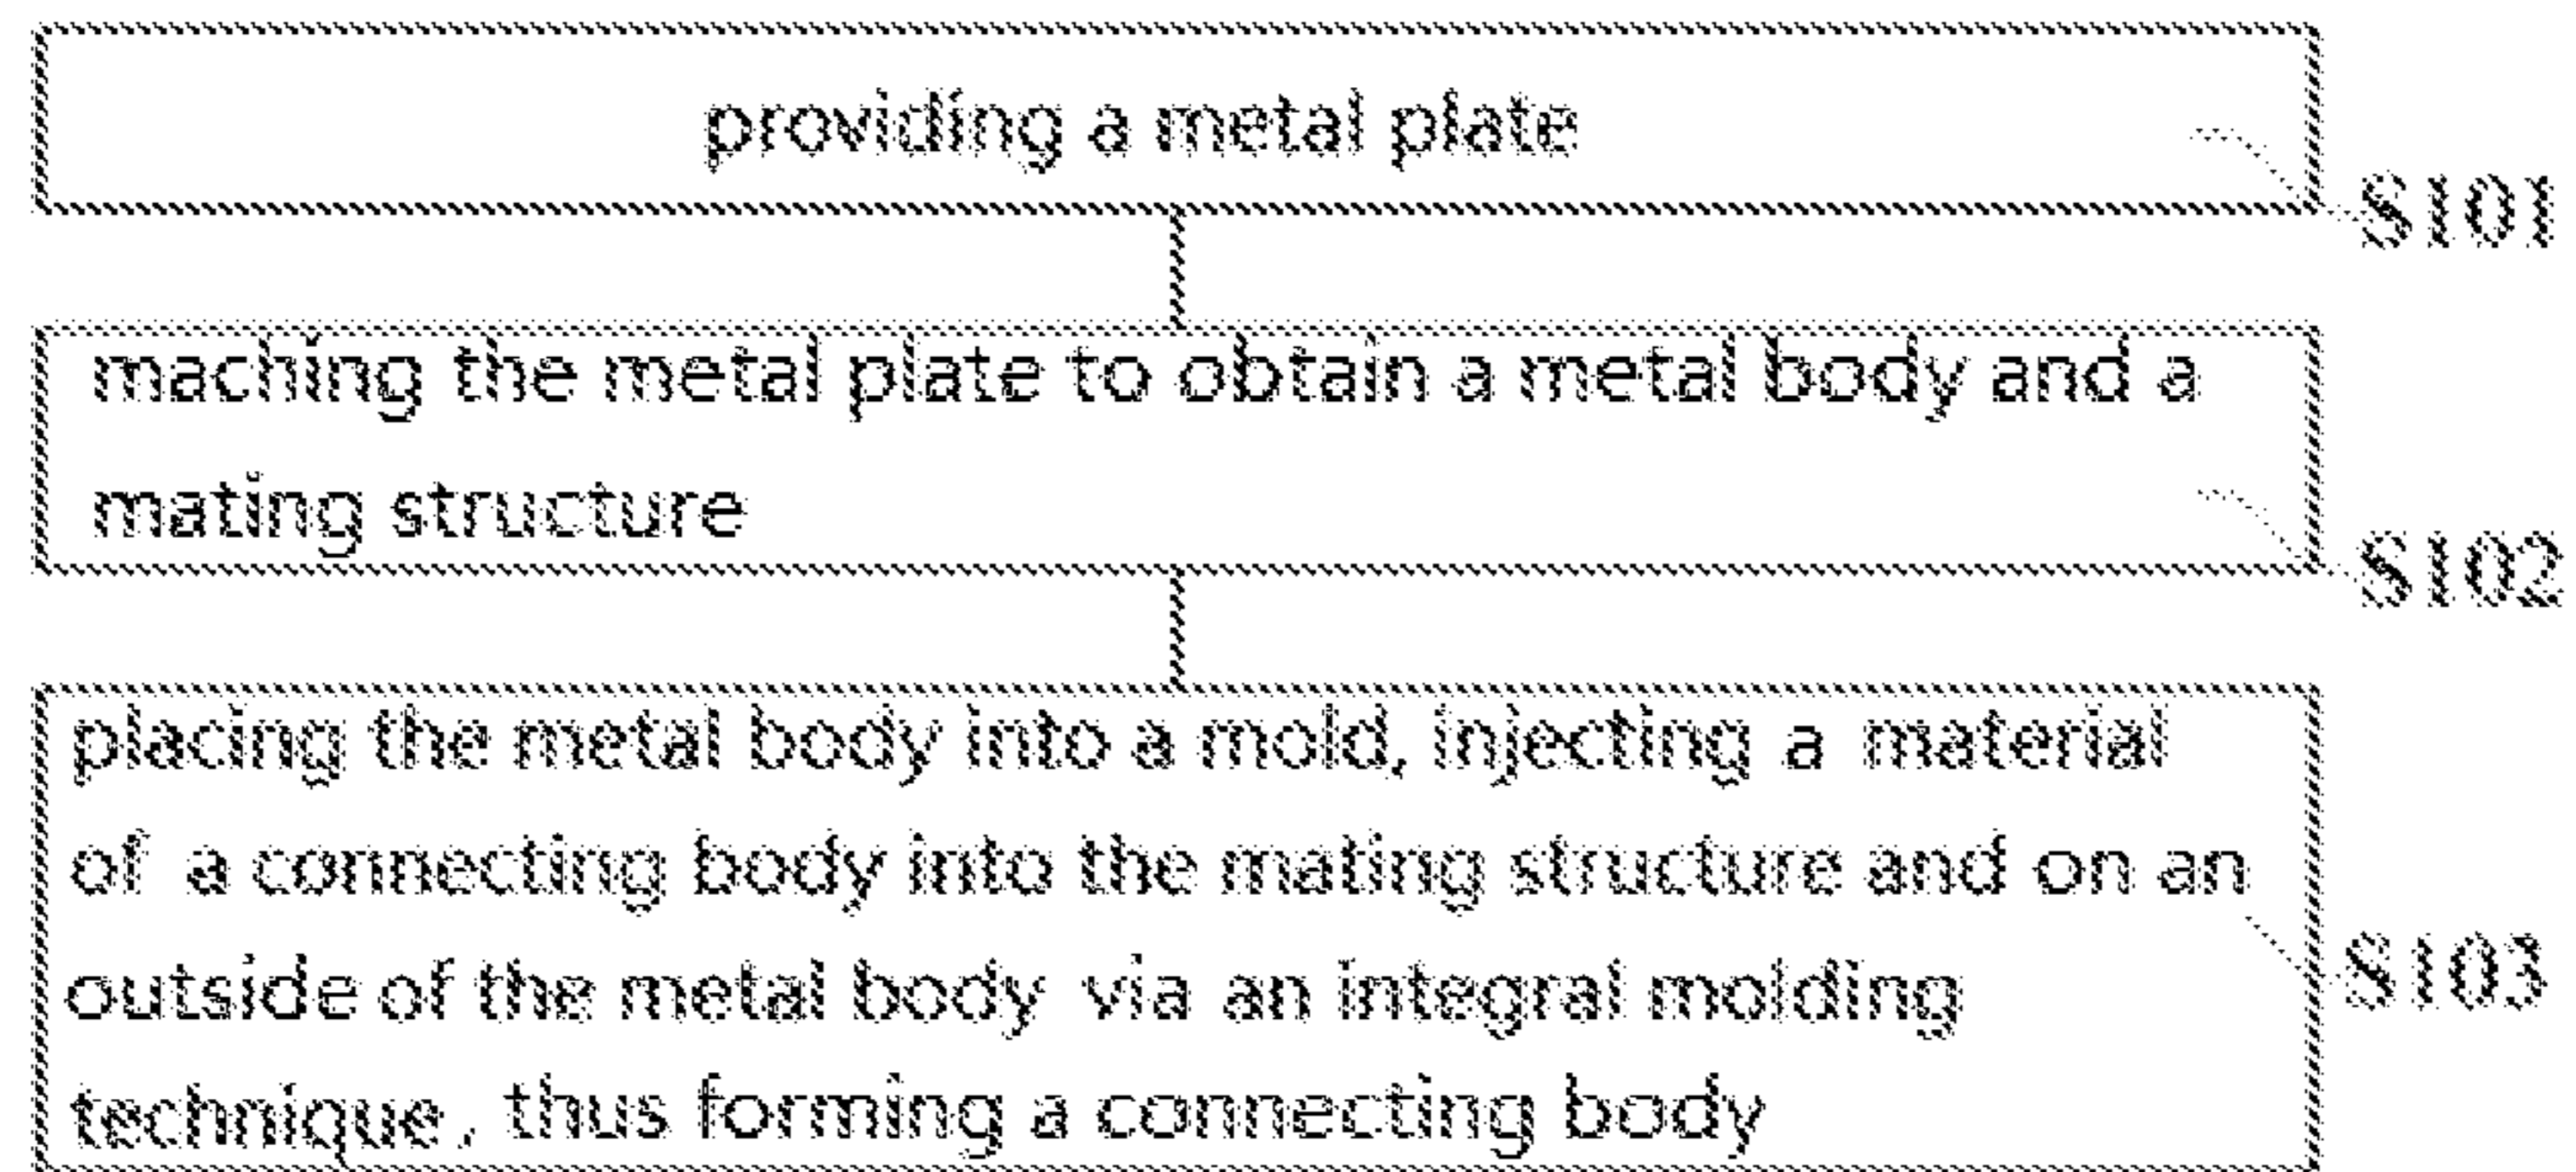 providing a metal plate
S101
maching the metal plate to obtain a metal body and a
mating structure
S102
placing the metal body into a mold, injecting a material
of a connecting body into the mating structure and on an
outside of the metal body via an integral molding
technique, thus forming a connecting body
S103